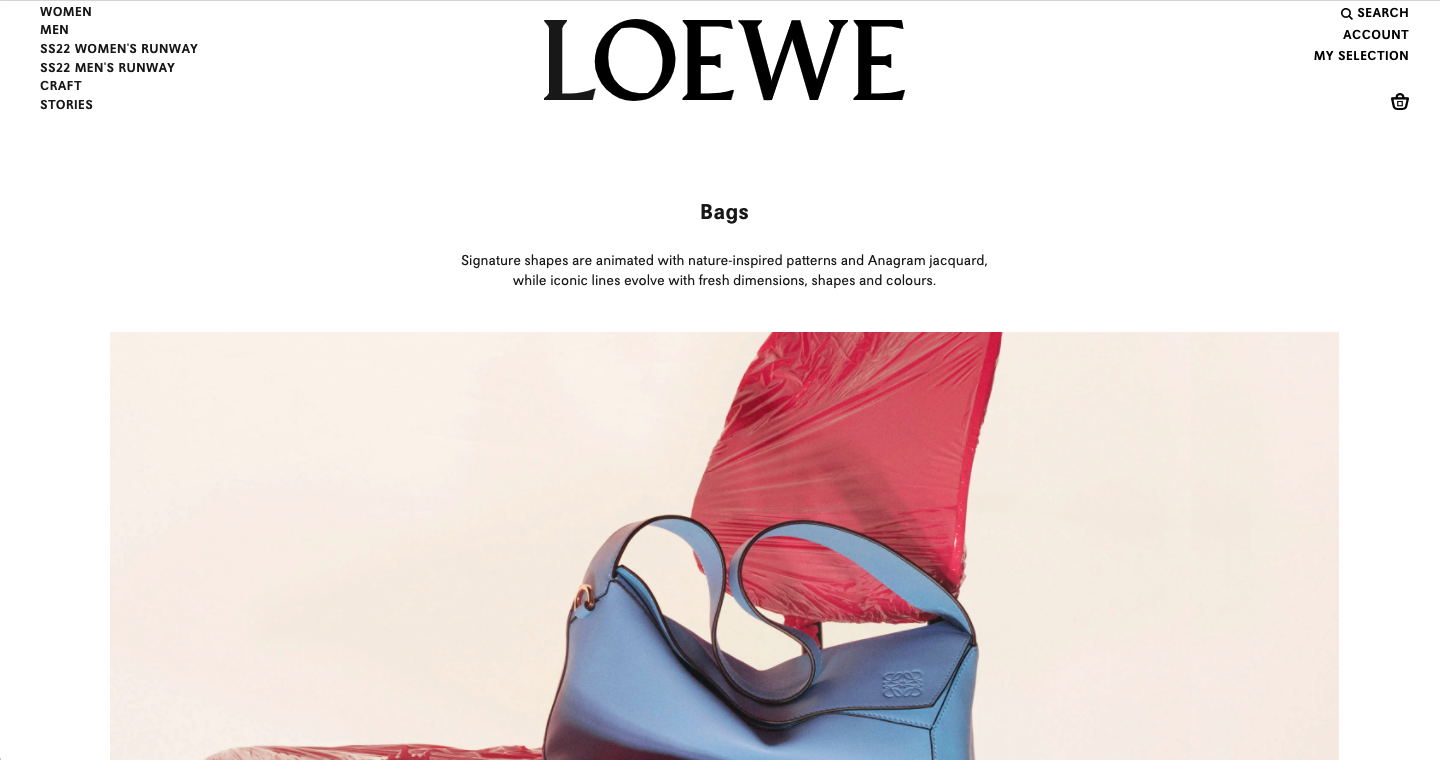 WOMEN
MEN
SS22 WOMEN'S RUNWAY
SS22 MEN'S RUNWAY
CRAFT
STORIES
LOEWE
SEARCH
ACCOUNT
MY SELECTION
Bags
Signature shapes are animated with nature-inspired patterns and Anagram jacquard,
while iconic lines evolve with fresh dimensions, shapes and colours.